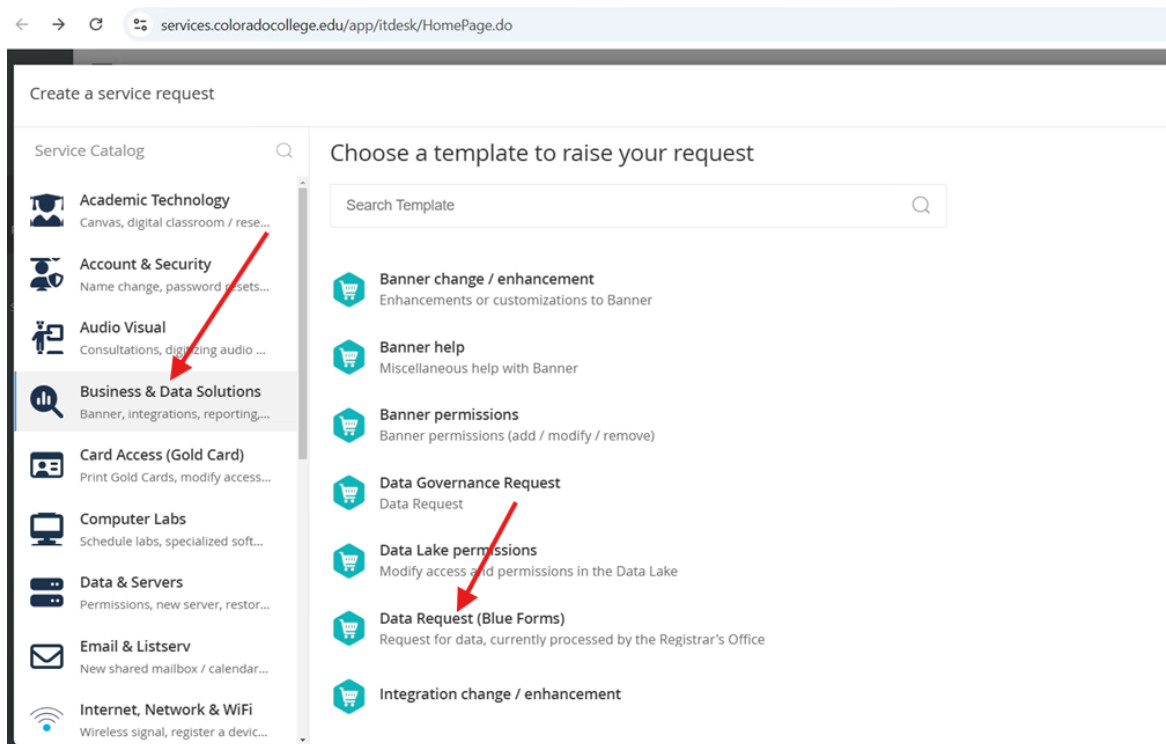 services.coloradocollege.edu/app/itdesk/HomePage.do
Create a service request
Service Catalog
Academic Technology
Canvas, digital classroom / rese...
Account & Security
Name change, password resets...
Audio Visual
Consultations, digitizing audio ...
Business & Data Solutions
Banner, integrations, reporting,...
Card Access (Gold Card)
Print Gold Cards, modify access...
Computer Labs
Schedule labs, specialized soft...
Data & Servers
Permissions, new server, restor...
Email & Listserv
New shared mailbox / calendar...
Internet, Network & WiFi
Wireless signal, register a devic...
Choose a template to raise your request
Search Template
Banner change / enhancement
Enhancements or customizations to Banner
Banner help
Miscellaneous help with Banner
Banner permissions
Banner permissions (add / modify / remove)
Data Governance Request
Data Request
Data Lake permissions
Modify access and permissions in the Data Lake
Data Request (Blue Forms)
Request for data, currently processed by the Registrar's Office
Integration change / enhancement